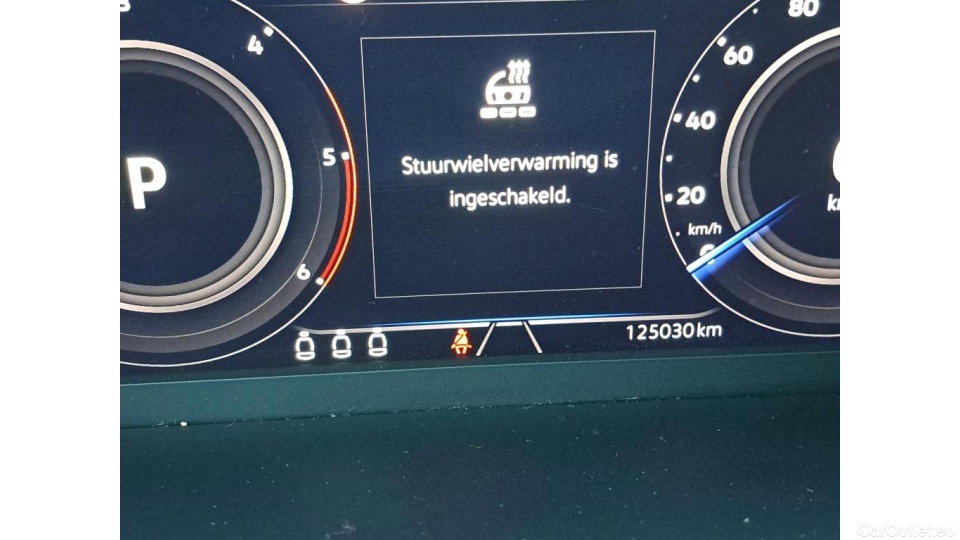 80
4
60
40
5
P
Stuurwielverwarming is
ingeschakeld.
20
km/h
6
125030 km
CarOutlet.eu